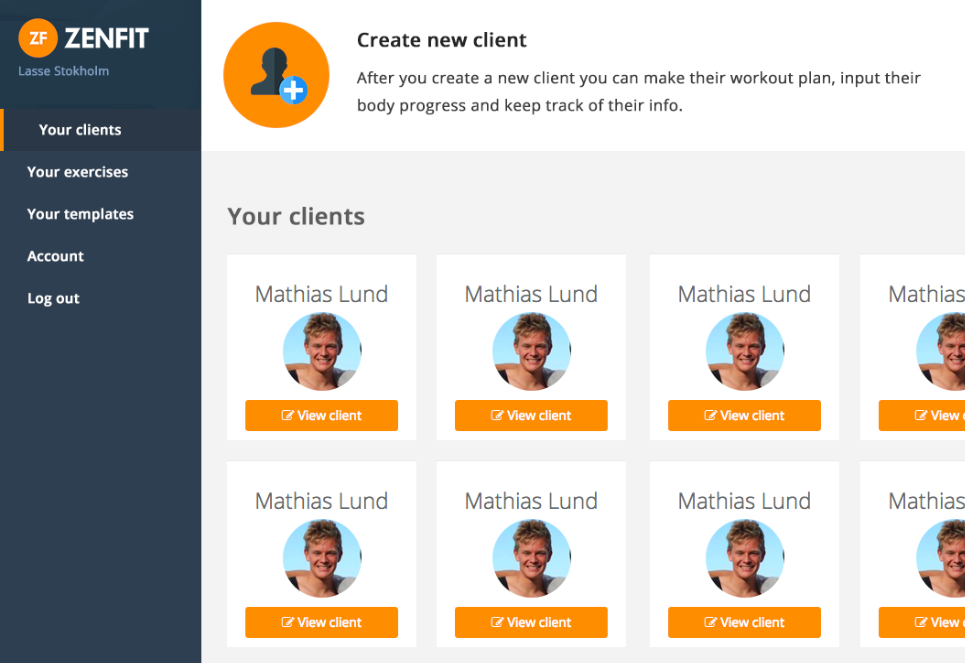 ZF ZENFIT
Lasse Stokholm
Your clients
Your exercises
Your templates
Account
Log out
Create new client
After you create a new client you can make their workout plan, input their
body progress and keep track of their info.
Your clients
Mathias Lund Mathias Lund Mathias Lund Mathias
View client View client View client View
Mathias Lund Mathias Lund Mathias Lund Mathias
View client View client View client View